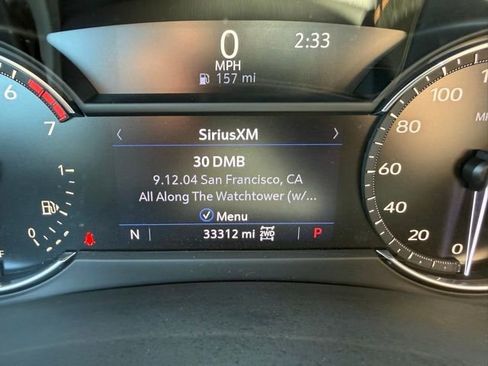 0
2:33
MPH
157 mi
6
7
1
0
F
< SiriusXM >
30 DMB
9.12.04 San Francisco, CA
All Along The Watchtower (w/...
Menu
N 33312 mi 2WD P
100
80
60
40
20
0